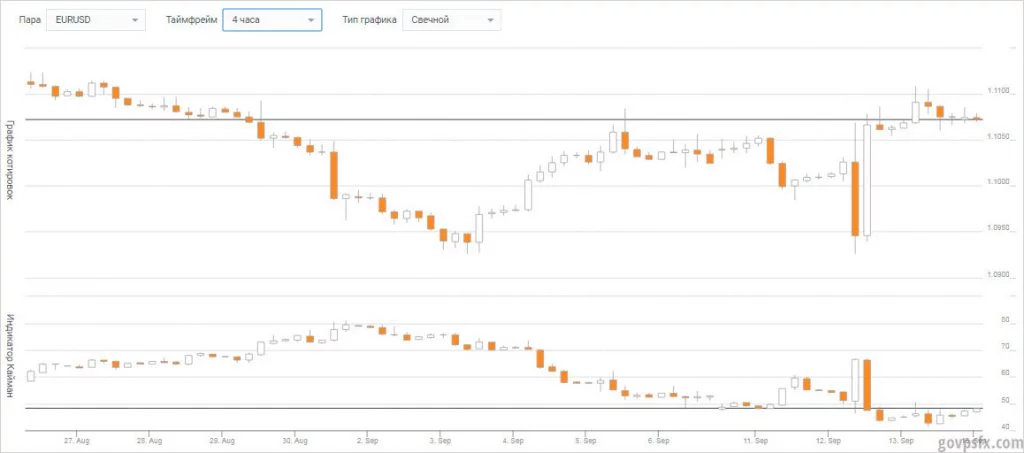 Пара EURUSD Таймфрейм 4 часа Тип графика Свечной
График котировок
1.1100
1.1050
1.1000
1.0950
1.0900
Индикатор Кайман
80
70
60
50
40
27. Aug 28. Aug 29. Aug 30. Aug 2. Sep 3. Sep 4. Sep 5. Sep 6. Sep 11. Sep 12. Sep 13. Sep
govpsfx.com